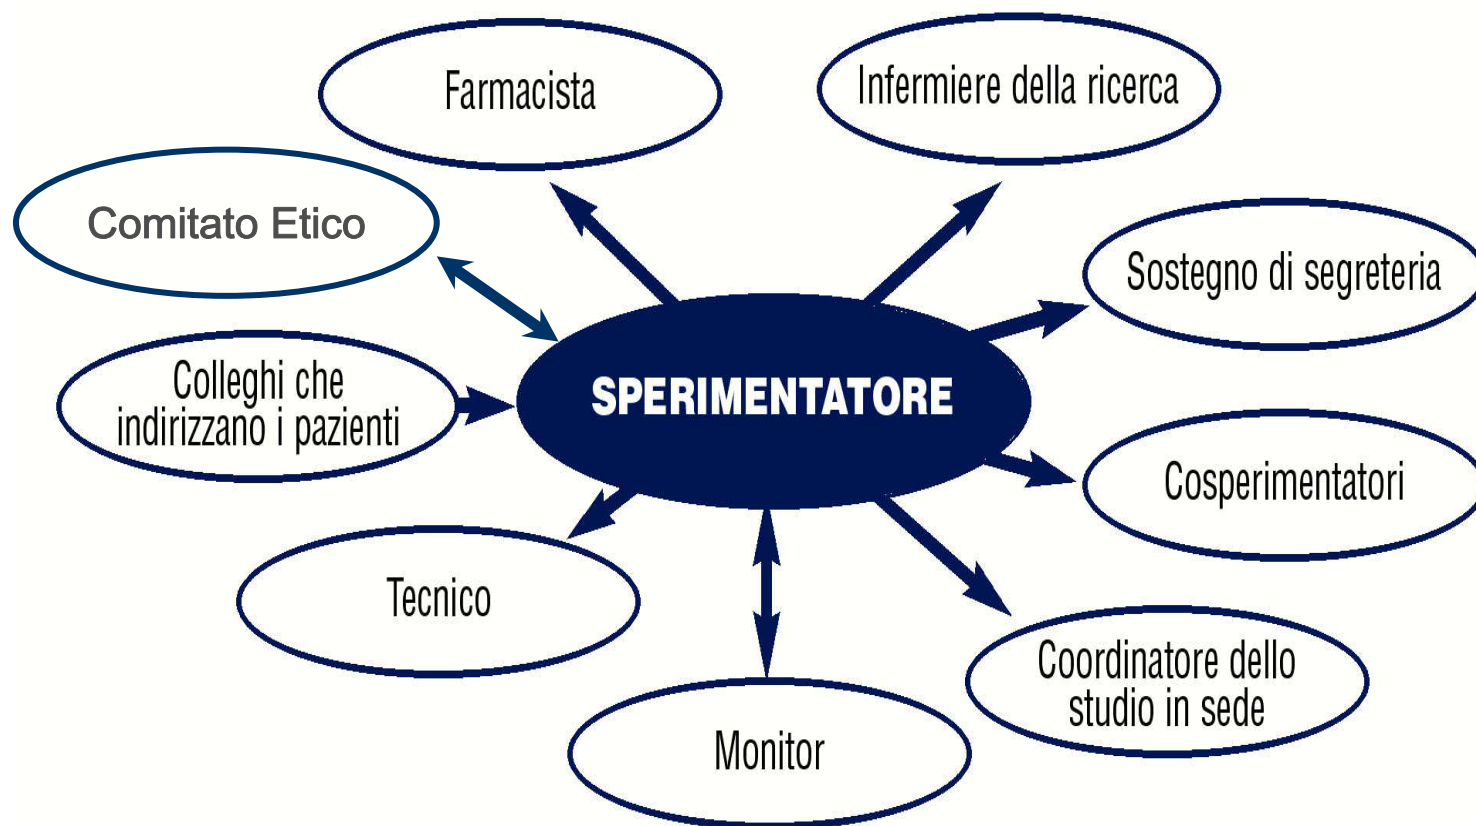 Farmacista
Infermiere della ricerca
Comitato Etico
Sostegno di segreteria
Colleghi che
indirizzano i pazienti
SPERIMENTATORE
Cosperimentatori
Tecnico
Coordinatore dello
studio in sede
Monitor